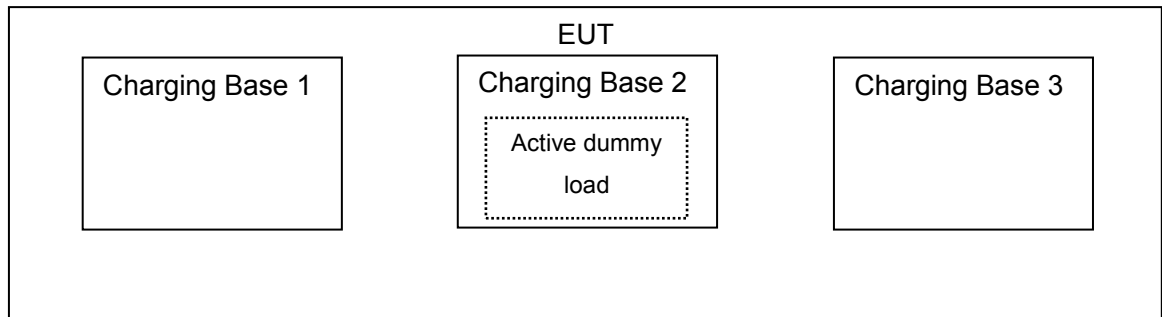 EUT
Charging Base 1
Charging Base 2
Charging Base 3
Active dummy
load